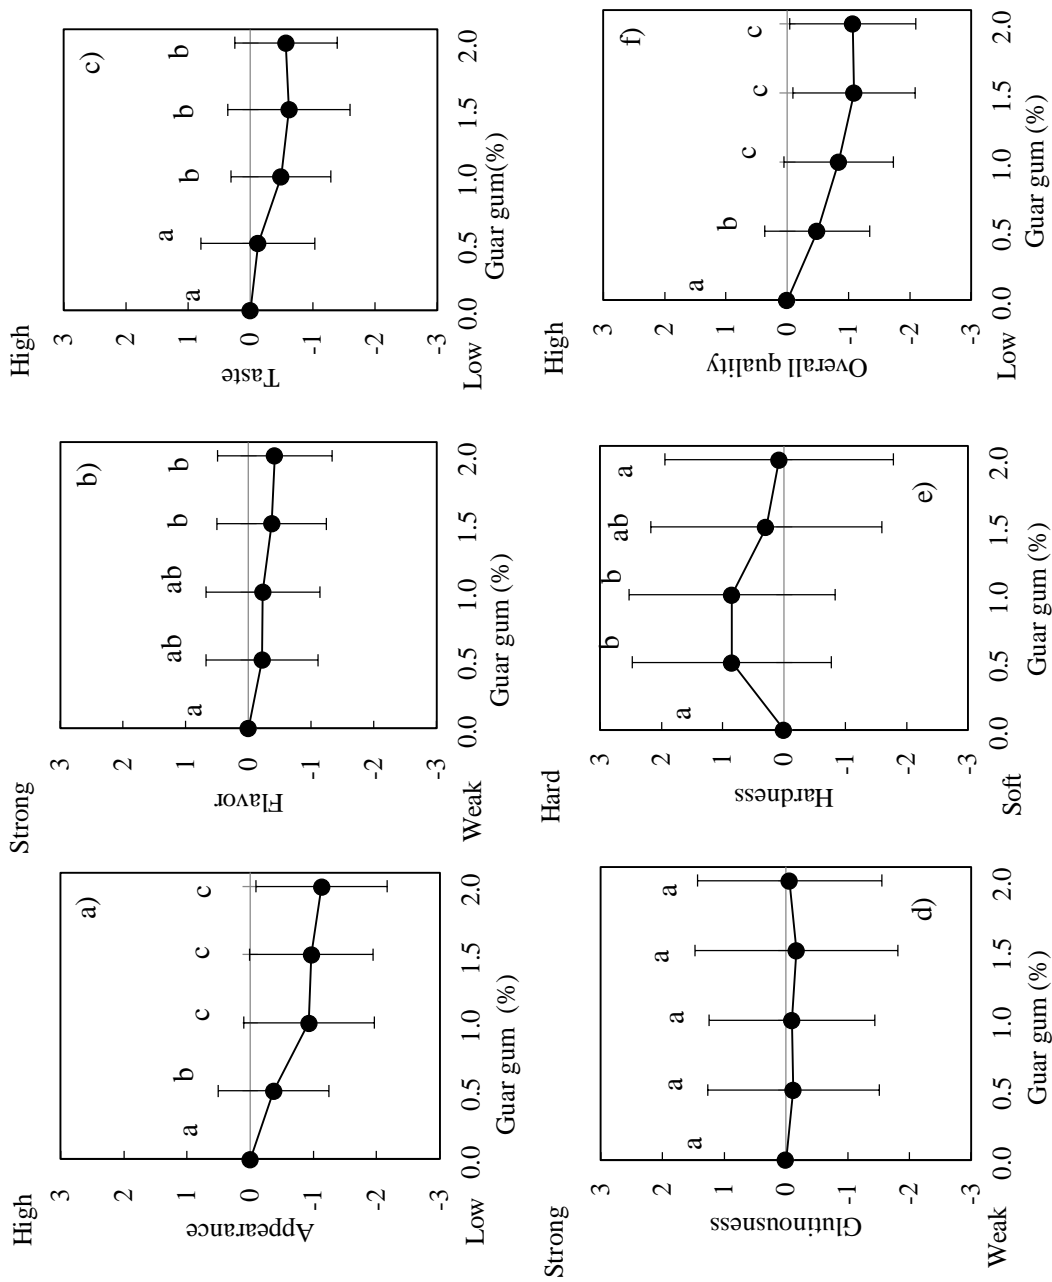 High
a)
3
2
1
0
-1
-2
-3
Appearance
a b c c c
Low
0.0 0.5 1.0 1.5 2.0
Guar gum (%)
Strong
b)
3
2
1
0
-1
-2
-3
Flavor
a ab ab b b
Weak
0.0 0.5 1.0 1.5 2.0
Guar gum (%)
High
c)
3
2
1
0
-1
-2
-3
Taste
a a b b b
Low
0.0 0.5 1.0 1.5 2.0
Guar gum(%)
Strong
3
2
1
0
-1
-2
-3
Glutinousness
a a a a a
d)
Weak
0.0 0.5 1.0 1.5 2.0
Guar gum (%)
Hard
3
2
1
0
-1
-2
-3
Hardness
a b b ab a
e)
Soft
0.0 0.5 1.0 1.5 2.0
Guar gum (%)
High
f)
3
2
1
0
-1
-2
-3
Overall quality
a b c c c
Low
0.0 0.5 1.0 1.5 2.0
Guar gum (%)